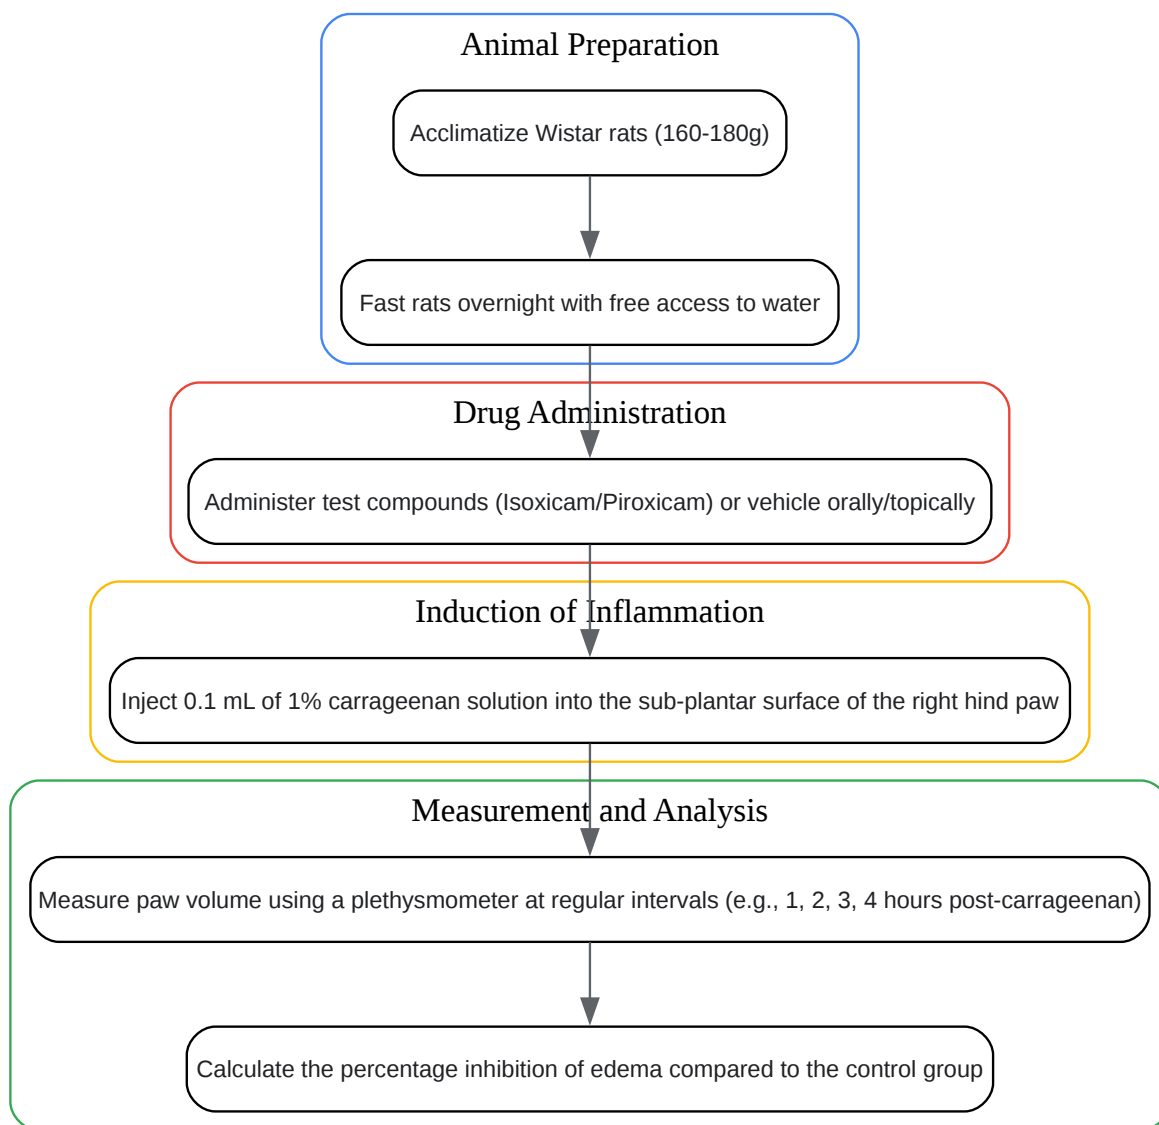 Animal Preparation
Acclimatize Wistar rats (160-180g)
Fast rats overnight with free access to water
Drug Administration
Administer test compounds (Isoxicam/Piroxicam) or vehicle orally/topically
Induction of Inflammation
Inject 0.1 mL of 1% carrageenan solution into the sub-plantar surface of the right hind paw
Measurement and Analysis
Measure paw volume using a plethysmometer at regular intervals (e.g., 1, 2, 3, 4 hours post-carrageenan)
Calculate the percentage inhibition of edema compared to the control group